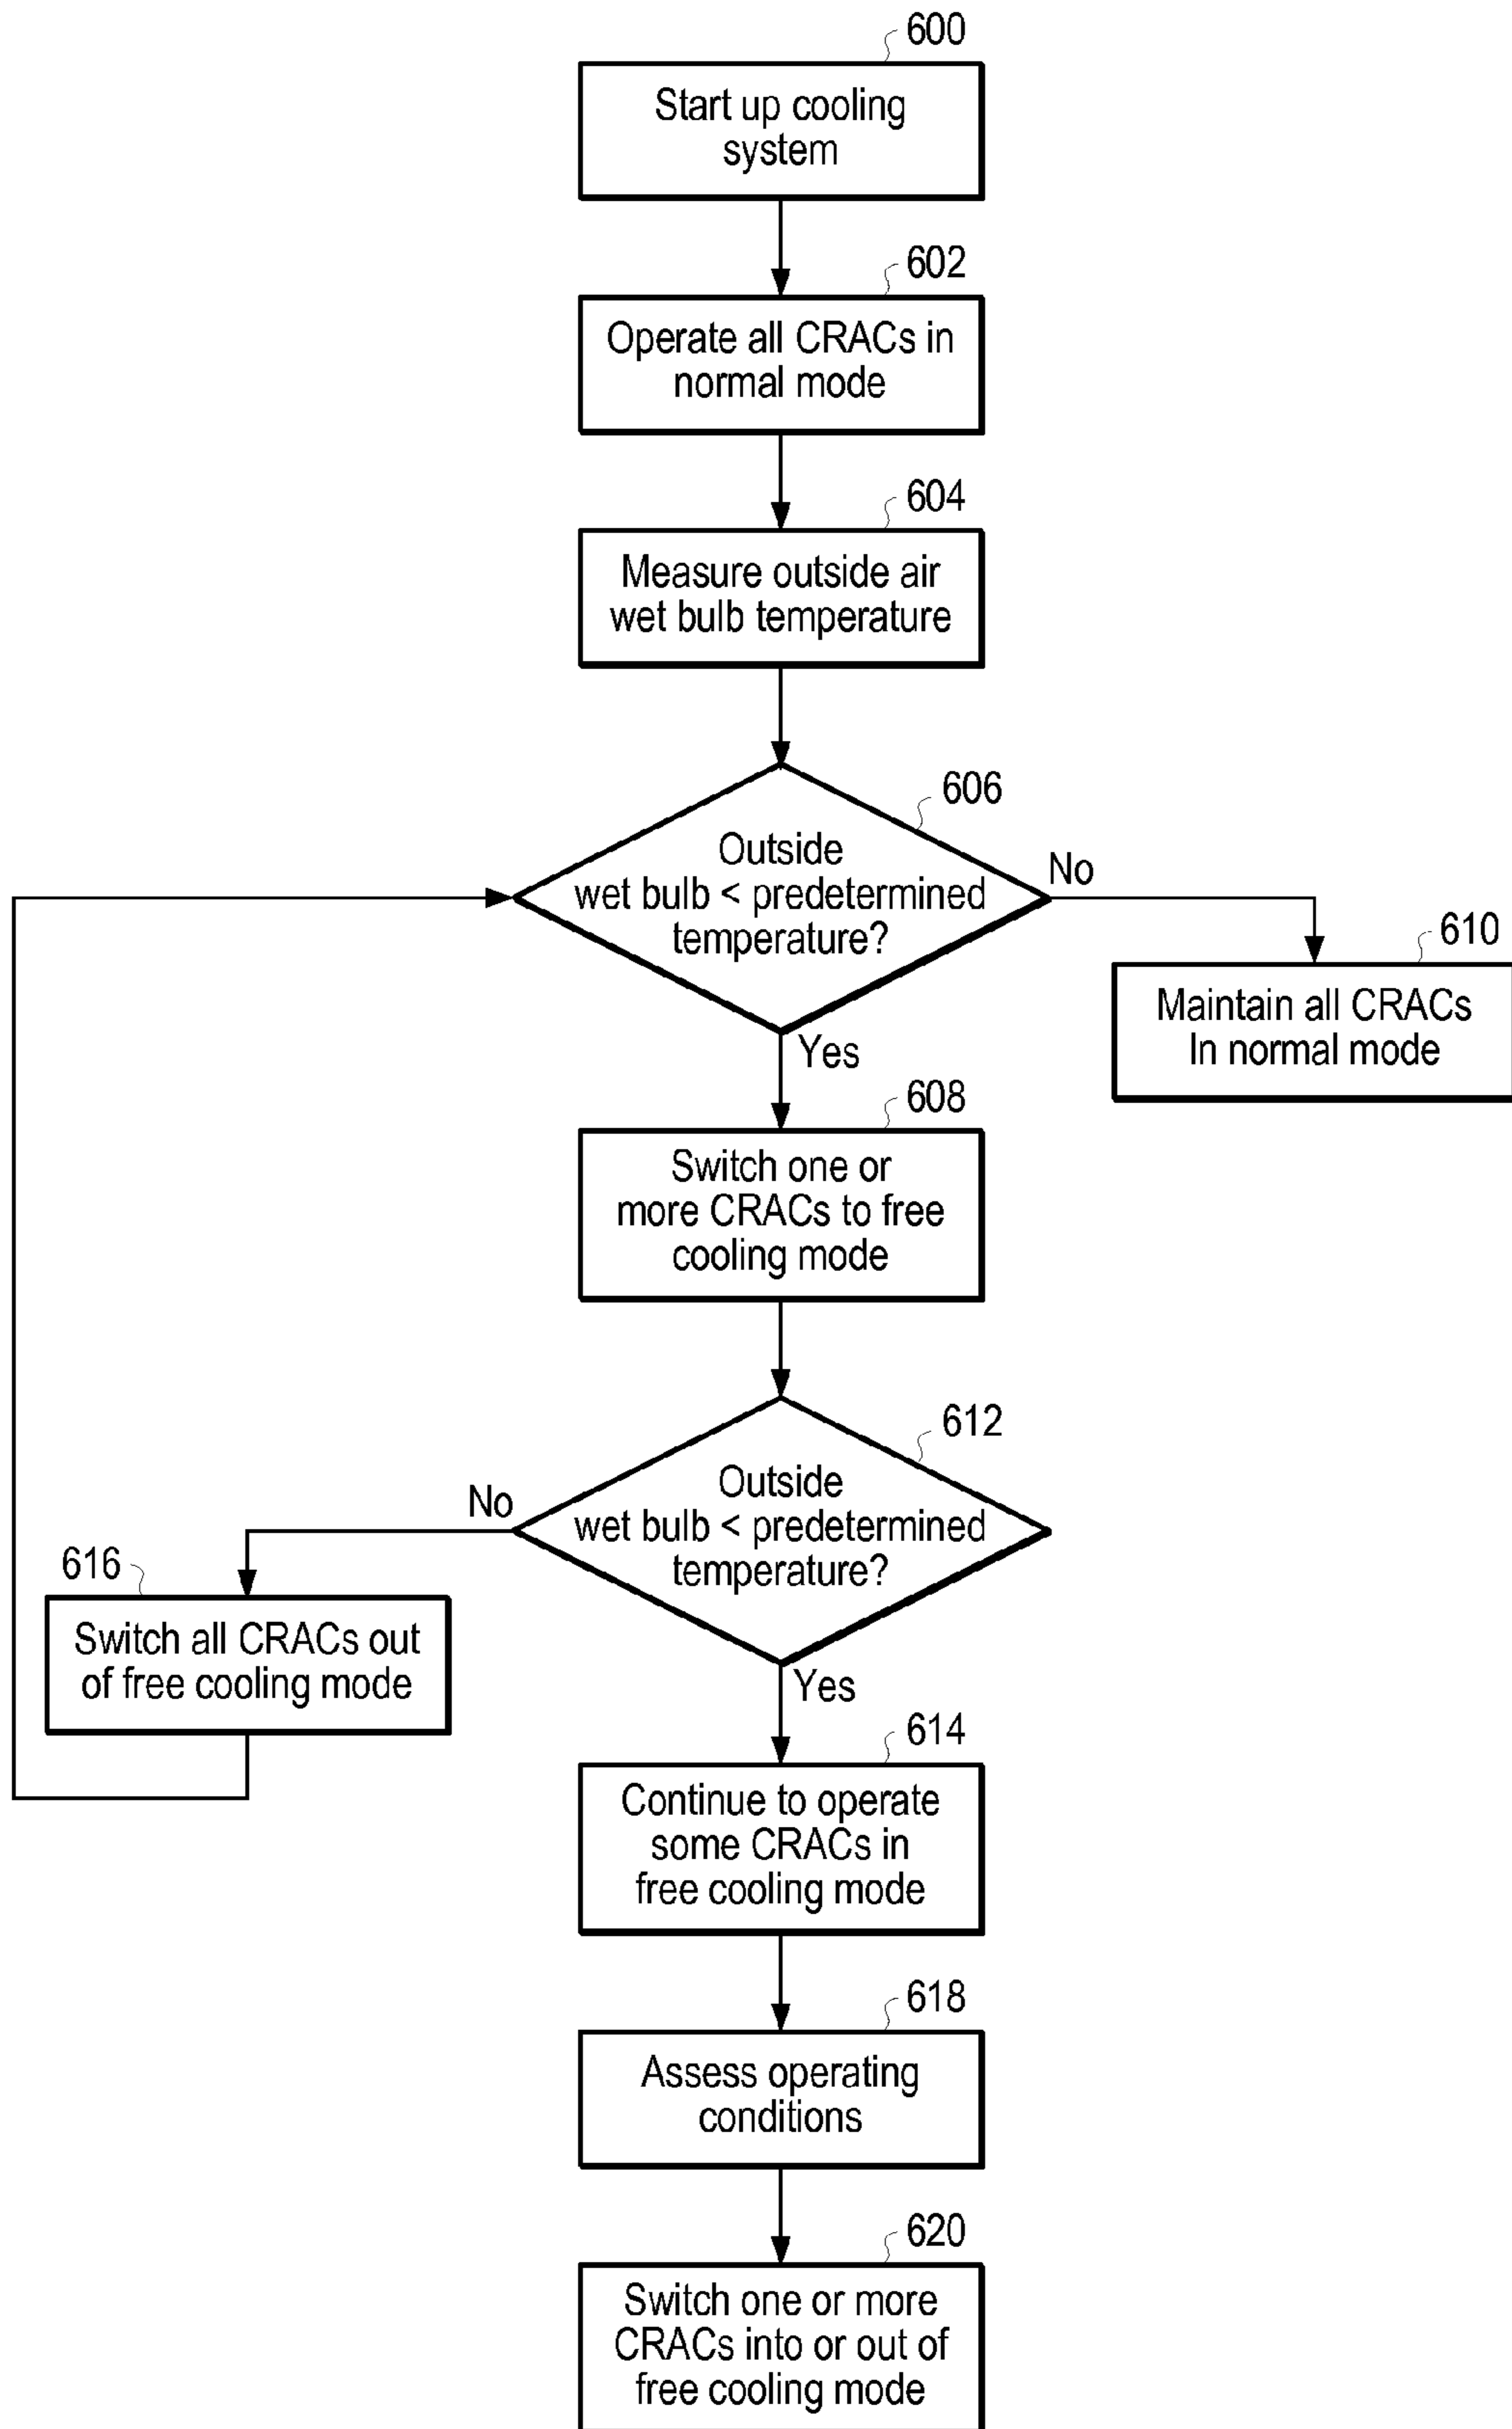 600
Start up cooling
system
602
Operate all CRACs in
normal mode
604
Measure outside air
wet bulb temperature
606
Outside
wet bulb < predetermined
temperature?
No
610
Maintain all CRACs
In normal mode
Yes
608
Switch one or
more CRACs to free
cooling mode
612
Outside
wet bulb < predetermined
temperature?
No
616
Switch all CRACs out
of free cooling mode
Yes
614
Continue to operate
some CRACs in
free cooling mode
618
Assess operating
conditions
620
Switch one or more
CRACs into or out of
free cooling mode